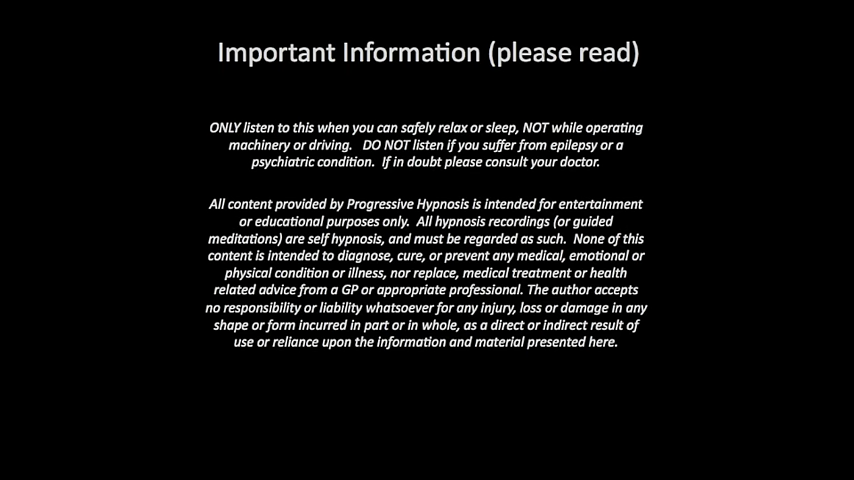 Important Information (please read)
ONLY listen to this when you can safely relax or sleep, NOT while operating
machinery or driving.   DO NOT listen if you suffer from epilepsy or a
psychiatric condition.  If in doubt please consult your doctor.
All content provided by Progressive Hypnosis is intended for entertainment
or educational purposes only.  All hypnosis recordings (or guided
meditations) are self hypnosis, and must be regarded as such.  None of this
content is intended to diagnose, cure, or prevent any medical, emotional or
physical condition or illness, nor replace, medical treatment or health
related advice from a GP or appropriate professional. The author accepts
no responsibility or liability whatsoever for any injury, loss or damage in any
shape or form incurred in part or in whole, as a direct or indirect result of
use or reliance upon the information and material presented here.